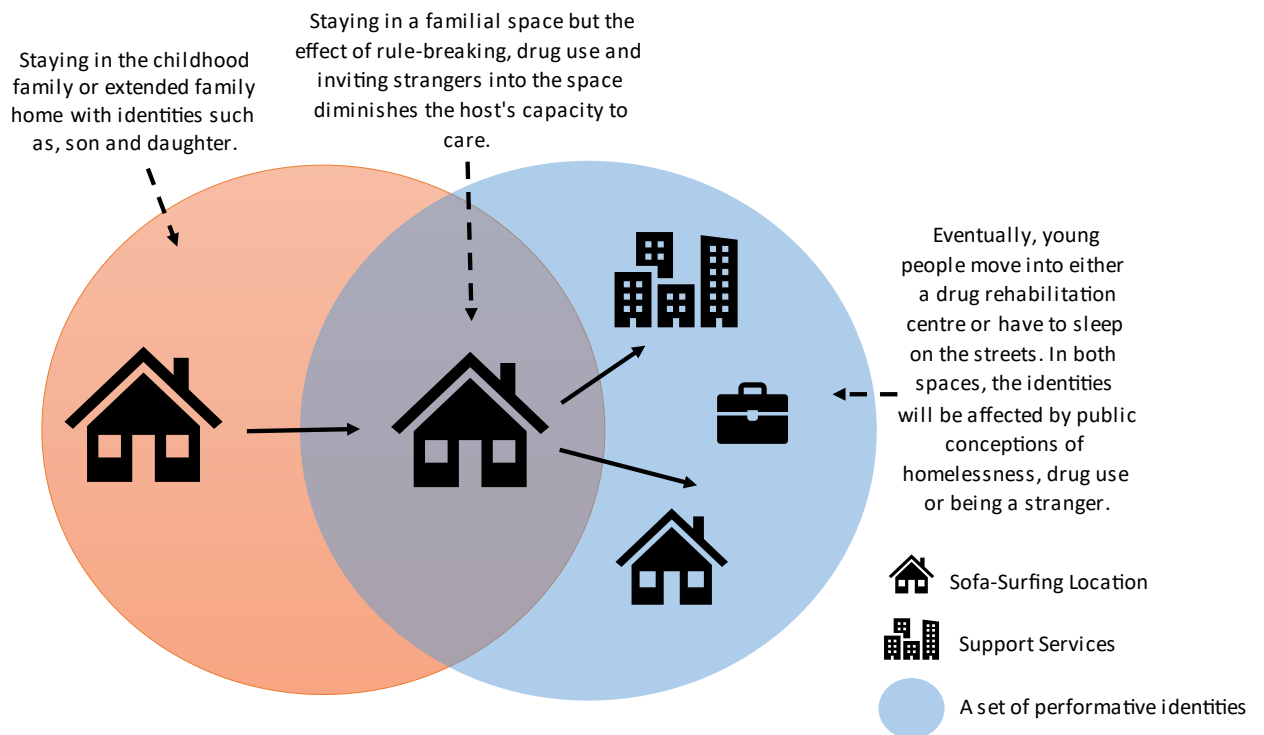 Staying in the childhood
family or extended family
home with identities such
as, son and daughter.
Staying in a familial space but the
effect of rule-breaking, drug use and
inviting strangers into the space
diminishes the host's capacity to
care.
Eventually, young
people move into either
a drug rehabilitation
centre or have to sleep
on the streets. In both
spaces, the identities
will be affected by public
conceptions of
homelessness, drug use
or being a stranger.
Sofa-Surfing Location
Support Services
A set of performative identities